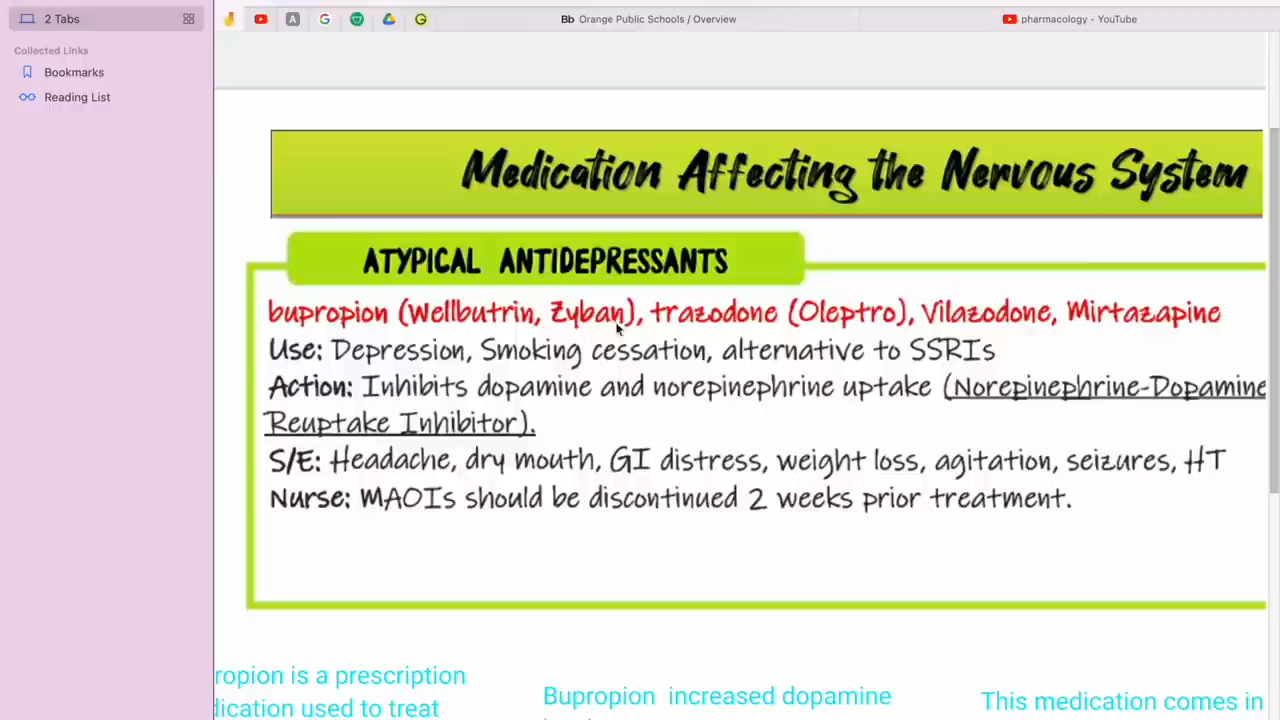 2 Tabs
Bb Orange Public Schools / Overview
pharmacology - YouTube
Collected Links
Bookmarks
Reading List
Medication Affecting the Nervous System
ATYPICAL ANTIDEPRESSANTS
bupropion (Wellbutrin, Zyban), trazodone (Oleptro), Vilazodone, Mirtazapine
Use: Depression, Smoking cessation, alternative to SSRIs
Action: Inhibits dopamine and norepinephrine uptake (Norepinephrine-Dopamine
Reuptake Inhibitor).
S/E: Headache, dry mouth, GI distress, weight loss, agitation, seizures, HT
Nurse: MAOIs should be discontinued 2 weeks prior treatment.
ropion is a prescription
dication used to treat
Bupropion increased dopamine
This medication comes in